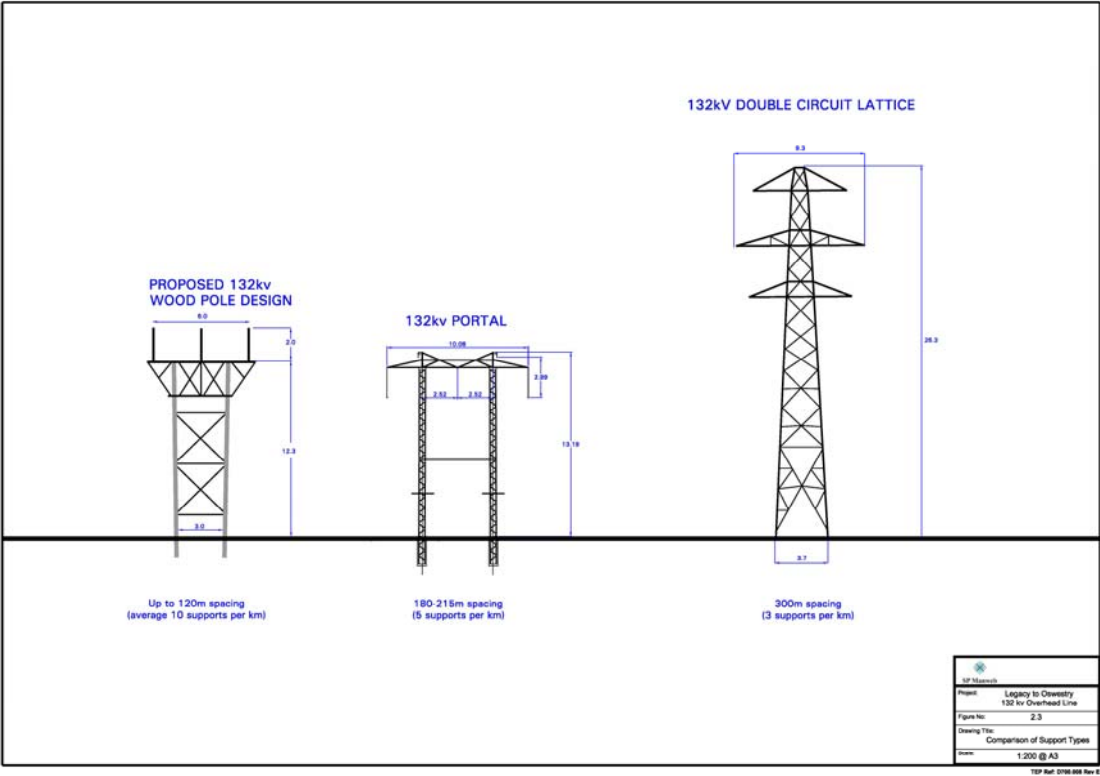 132kV DOUBLE CIRCUIT LATTICE
9.3
PROPOSED 132kv
WOOD POLE DESIGN
6.0
132kv PORTAL
10.08
2.0
26.3
2.52
2.52
13.19
12.3
3.0
3.7
Up to 120m spacing
(average 10 supports per km)
180-215m spacing
(5 supports per km)
300m spacing
(3 supports per km)
SP Manweb
Project:
Legacy to Oswestry
132 kv Overhead Line
Figure No:
2.3
Drawing Title:
Comparison of Support Types
1:200 @ A3